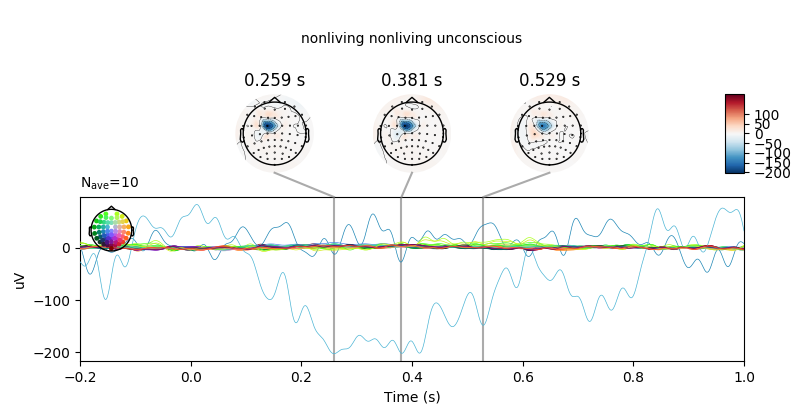 nonliving nonliving unconscious
0.259 s 0.381 s 0.529 s
100
50
0
−50
−100
−150
−200
Nave=10
0
−100
−200
uV
−0.2 0.0 0.2 0.4 0.6 0.8 1.0
Time (s)